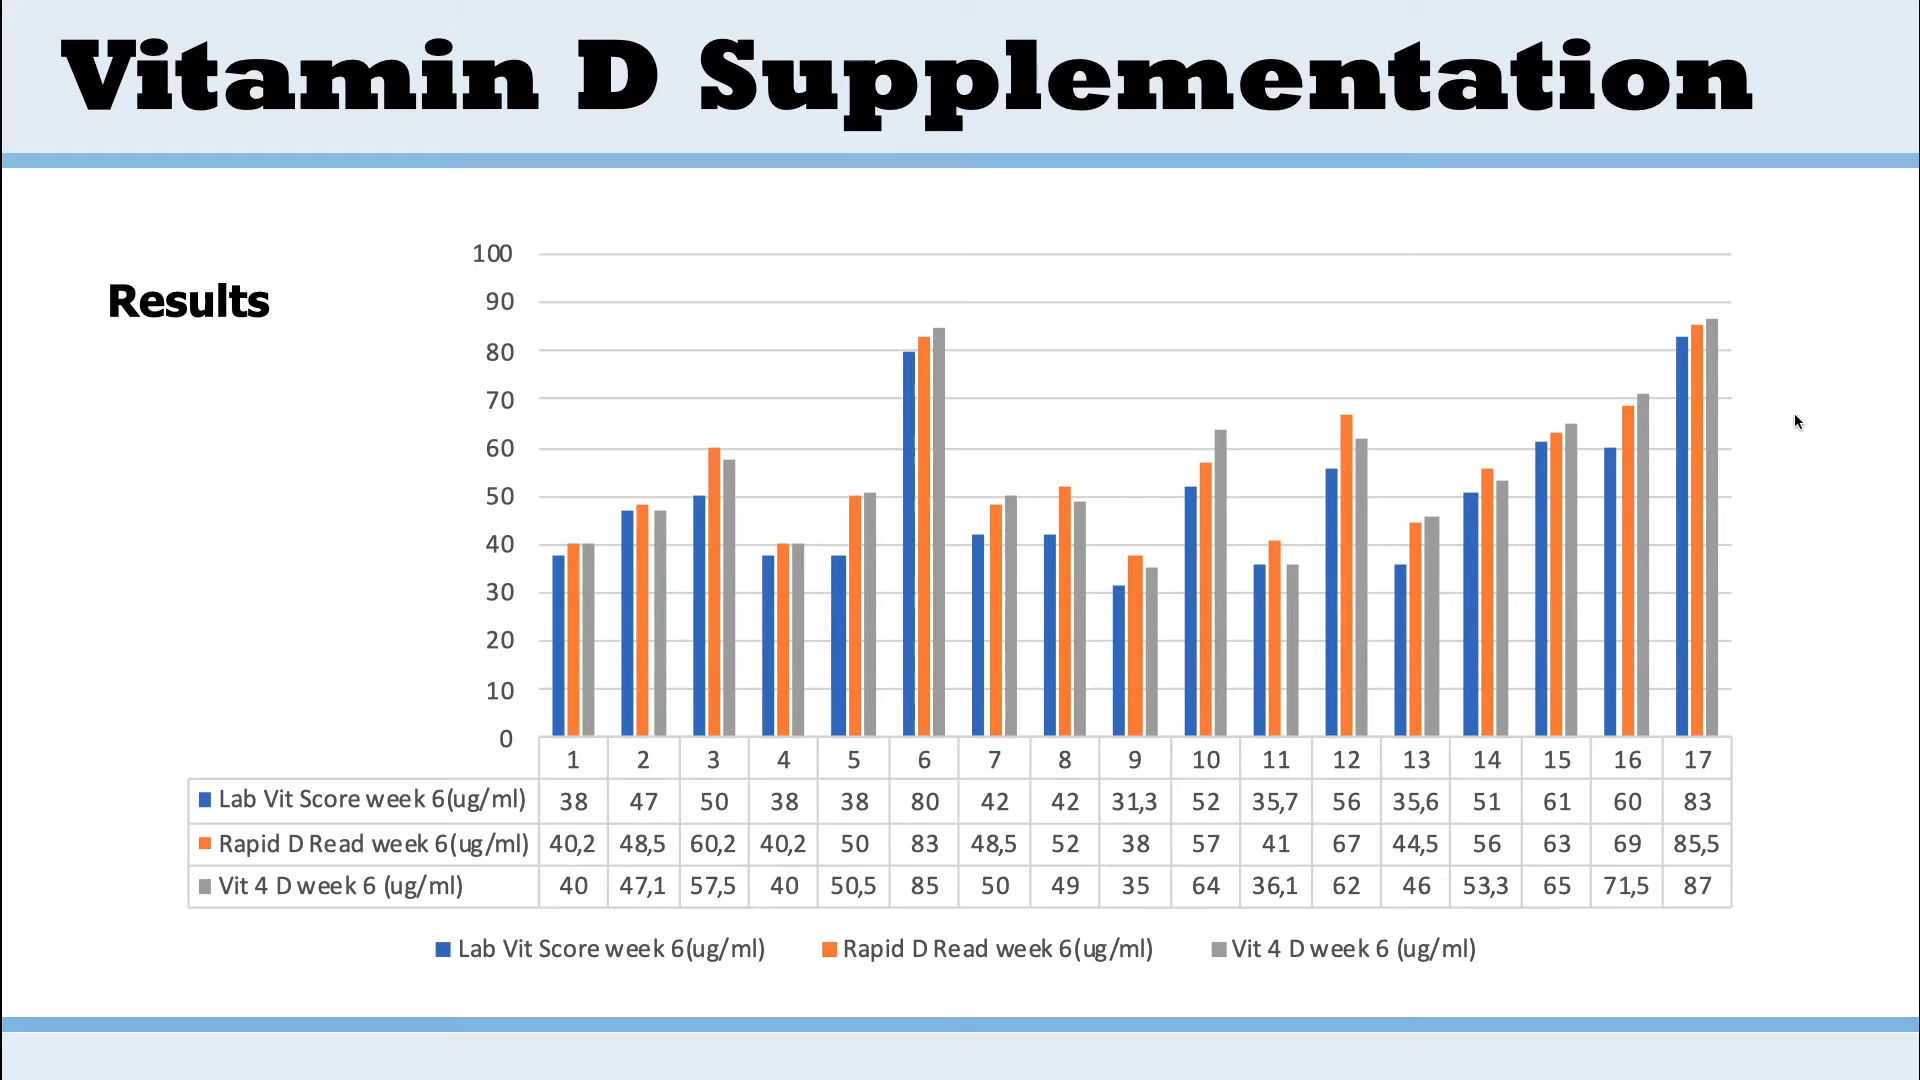 Vitamin D Supplementation
Results
100
90
80
70
60
50
40
30
20
10
0
1 2 3 4 5 6 7 8 9 10 11 12 13 14 15 16 17
Lab Vit Score week 6(ug/ml) 38 47 50 38 38 80 42 42 31,3 52 35,7 56 35,6 51 61 60 83
Rapid D Read week 6(ug/ml) 40,2 48,5 60,2 40,2 50 83 48,5 52 38 57 41 67 44,5 56 63 69 85,5
Vit 4 D week 6 (ug/ml) 40 47,1 57,5 40 50,5 85 50 49 35 64 36,1 62 46 53,3 65 71,5 87
Lab Vit Score week 6(ug/ml) Rapid D Read week 6(ug/ml) Vit 4 D week 6 (ug/ml)